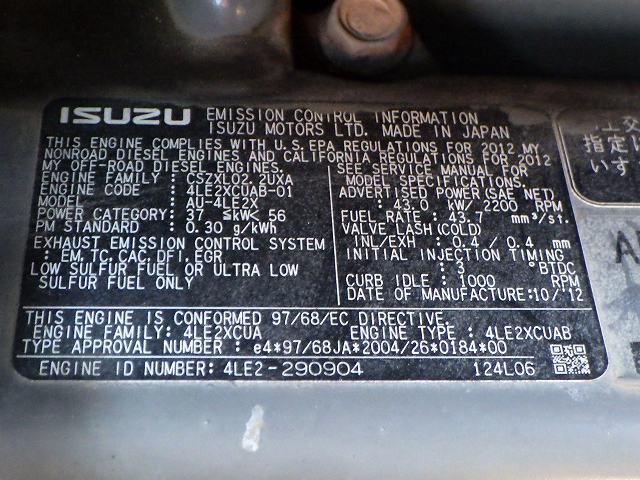 ISUZU EMISSION CONTROL INFORMATION
ISUZU MOTORS LTD. MADE IN JAPAN
THIS ENGINE COMPLIES WITH U.S.EPA REGULATIONS FOR 2012 MY
NONROAD DIESEL ENGINES AND CALIFORNIA REGULATIONS FOR 2012
MY OFF-ROAD DIESEL ENGINES.
ENGINE FAMILY : CSZXL02.2UXA
ENGINE CODE : 4LE2XCUAB-01
MODEL : AU-4LE2X
POWER CATEGORY: 37 ≦kW< 56
PM STANDARD : 0.30 g/kWh
EXHAUST EMISSION CONTROL SYSTEM
: EM, TC, CAC, DFI, EGR
LOW SULFUR FUEL OR ULTRA LOW
SULFUR FUEL ONLY
SEE SERVICE MANUAL FOR
MODEL SPECIFICATIONS.
ADVERTISED POWER(SAE NET)
: 43.0 kW/ 2200 RPM
FUEL RATE : 43.7 mm³/st.
VALVE LASH(COLD)
INL/EXH : 0.4/ 0.4 mm
INITIAL INJECTION TIMING
: 3 °BTDC
CURB IDLE : 1000 RPM
DATE OF MANUFACTURE:10/'12
THIS ENGINE IS CONFORMED 97/68/EC DIRECTIVE.
ENGINE FAMILY: 4LE2XCUA ENGINE TYPE : 4LE2XCUAB
TYPE APPROVAL NUMBER : e4*97/68JA*2004/26*0184*00
ENGINE ID NUMBER: 4LE2-290904 124L06
交
指定に
いす